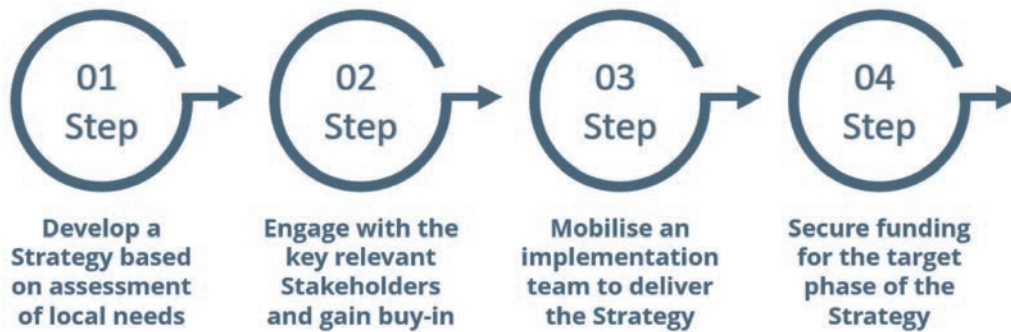 01
Step
Develop a
Strategy based
on assessment
of local needs
02
Step
Engage with the
key relevant
Stakeholders
and gain buy-in
03
Step
Mobilise an
implementation
team to deliver
the Strategy
04
Step
Secure funding
for the target
phase of the
Strategy